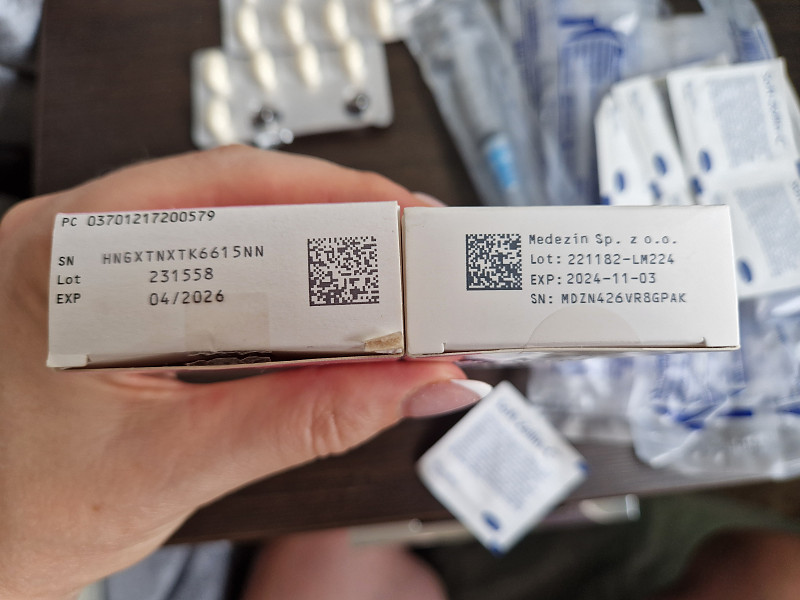 PC 03701217200579
SN HNGXTNXTK6615NN
Lot 231558
EXP 04/2026
Medezin Sp. z o.o.
Lot: 221182-LM224
EXP: 2024-11-03
SN: MDZN426VR8GPAK